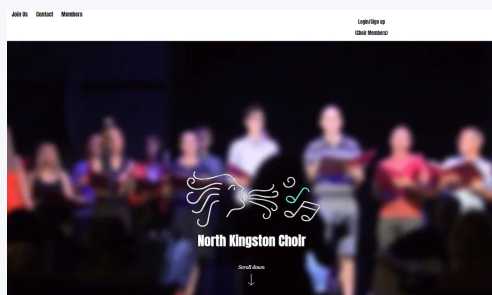 Join Us Contact Members
Login/Sign up
(Choir Members)
North Kingston Choir
Scroll down